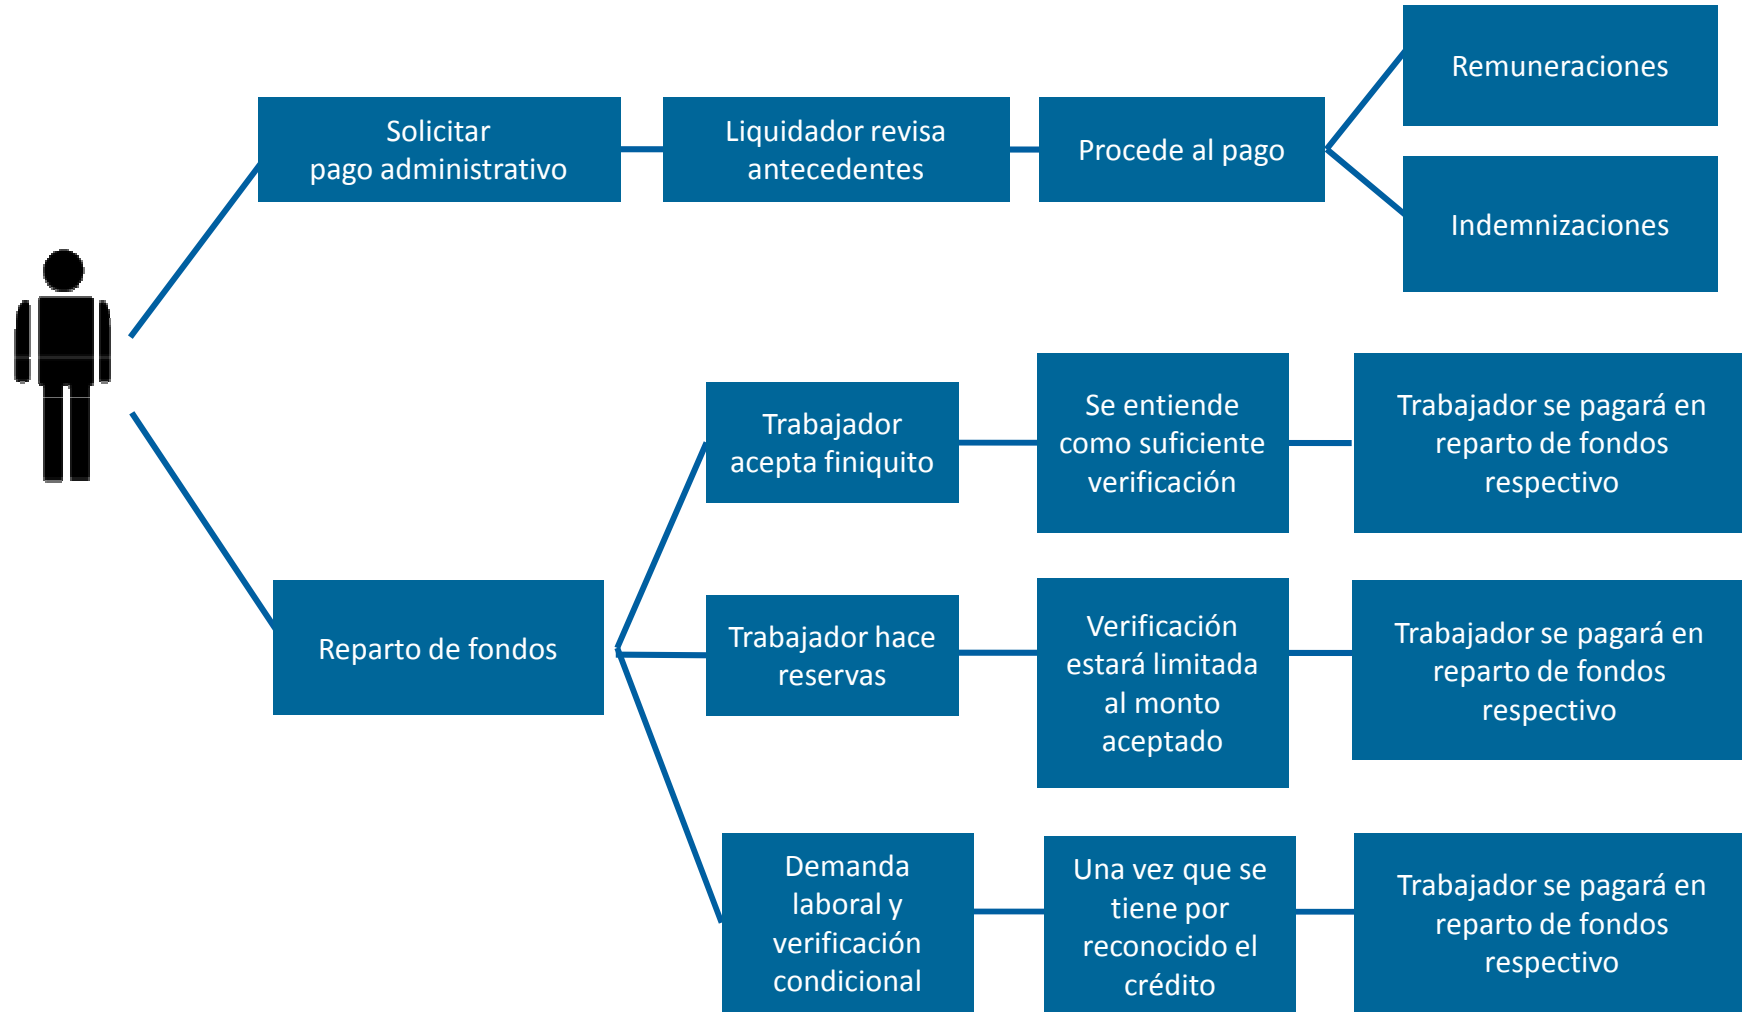 Remuneraciones
Solicitar
pago administrativo
Liquidador revisa
antecedentes
Procede al pago
Indemnizaciones
Trabajador
acepta finiquito
Se entiende
como suficiente
verificación
Trabajador se pagará en
reparto de fondos
respectivo
Reparto de fondos
Trabajador hace
reservas
Verificación
estará limitada
al monto
aceptado
Trabajador se pagará en
reparto de fondos
respectivo
Demanda
laboral y
verificación
condicional
Una vez que se
tiene por
reconocido el
crédito
Trabajador se pagará en
reparto de fondos
respectivo